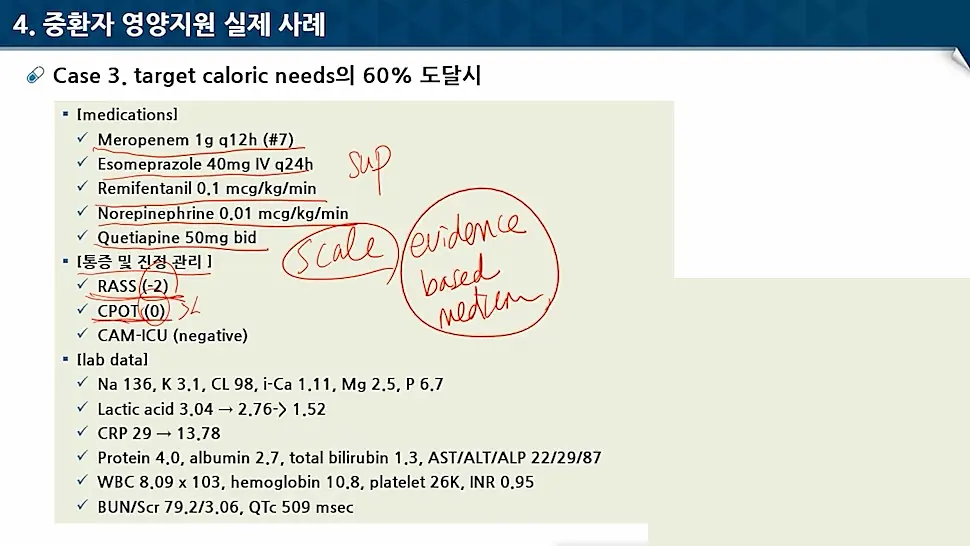 4. 중환자 영양지원 실제 사례
Case 3. target caloric needs의 60% 도달시
▪ [medications]
✓ Meropenem 1g q12h (#7)
✓ Esomeprazole 40mg IV q24h
sup
✓ Remifentanil 0.1 mcg/kg/min
✓ Norepinephrine 0.01 mcg/kg/min
✓ Quetiapine 50mg bid
scale
evidence
based
▪ [통증 및 진정 관리 ]
✓ RASS (-2)
✓ CPOT (0)
✓ CAM-ICU (negative)
▪ [lab data]
✓ Na 136, K 3.1, CL 98, i-Ca 1.11, Mg 2.5, P 6.7
✓ Lactic acid 3.04 → 2.76-> 1.52
✓ CRP 29 → 13.78
✓ Protein 4.0, albumin 2.7, total bilirubin 1.3, AST/ALT/ALP 22/29/87
✓ WBC 8.09 x 103, hemoglobin 10.8, platelet 26K, INR 0.95
✓ BUN/Scr 79.2/3.06, QTc 509 msec